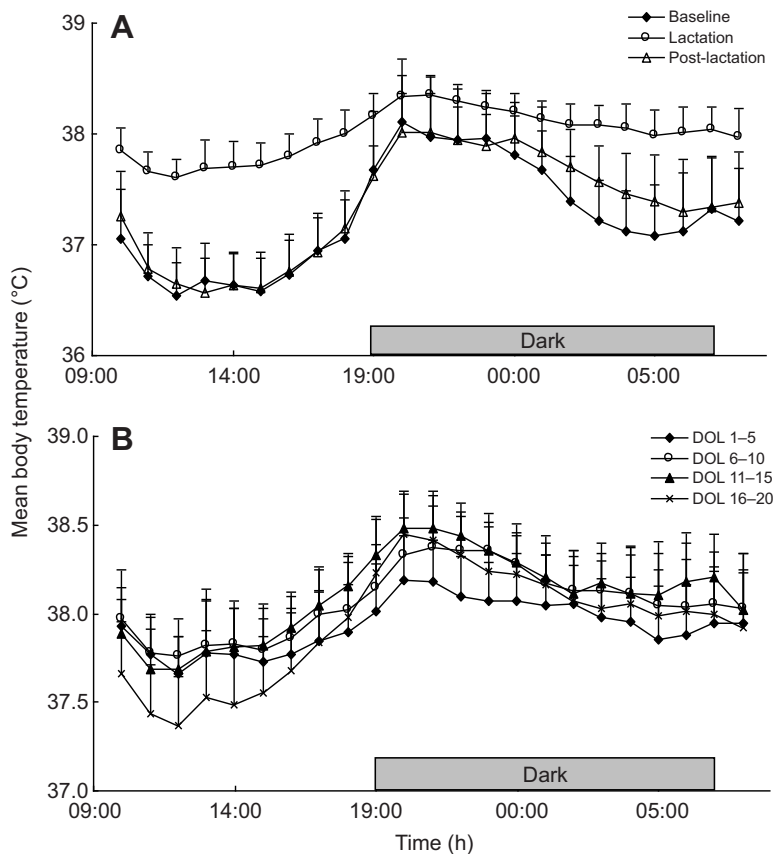 A
39
Baseline
Lactation
Post-lactation
38
37
36
Dark
09:00 14:00 19:00 00:00 05:00
Mean body temperature (°C)
B
39.0
DOL 1–5
DOL 6–10
DOL 11–15
DOL 16–20
38.5
38.0
37.5
37.0
Dark
09:00 14:00 19:00 00:00 05:00
Time (h)